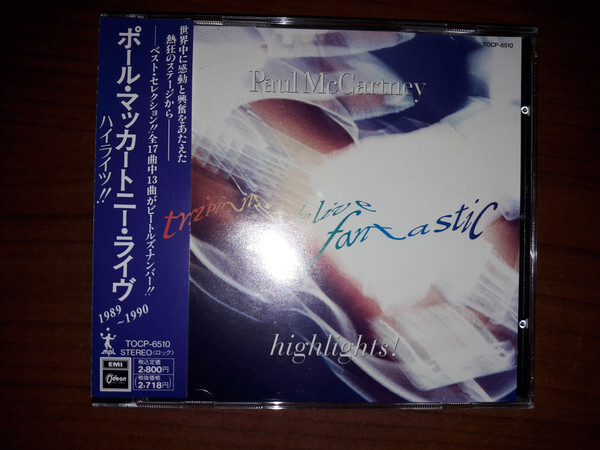 世界中に感動と興奮をあたえた
熱狂のステージから———
——ベスト・セレクション!!全17曲中13曲がビートルズ・ナンバー!!
ポール・マッカートニー・ライヴ
ハイライツ!!
1989
~1990
mpl
TOCP-6510
STEREO(ロック)
EMI
Odeon
税込定価
2,800円
(税抜価格)
2,718円
TOCP-6510
Paul McCartney
tripping the live
fantastic
highlights!